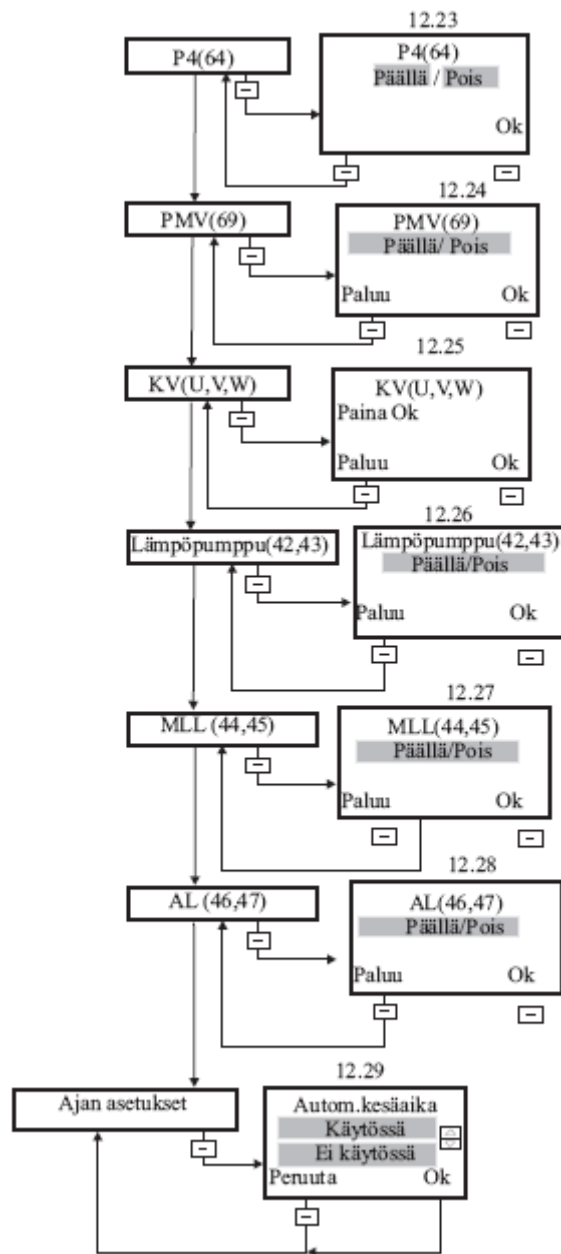 12.23
P4(64)
P4(64)
Päällä / Pois
Ok
12.24
PMV(69)
PMV(69)
Päällä/ Pois
Paluu Ok
12.25
KV(U,V,W)
KV(U,V,W)
Paina Ok
Paluu Ok
12.26
Lämpöpumppu(42,43)
Lämpöpumppu(42,43)
Päällä/Pois
Paluu Ok
12.27
MLL (44,45)
MLL(44,45)
Päällä/Pois
Paluu Ok
12.28
AL (46,47)
AL(46,47)
Päällä/Pois
Paluu Ok
12.29
Ajan asetukset
Autom.kesäaika
Käytössä
Ei käytössä
Peruuta Ok